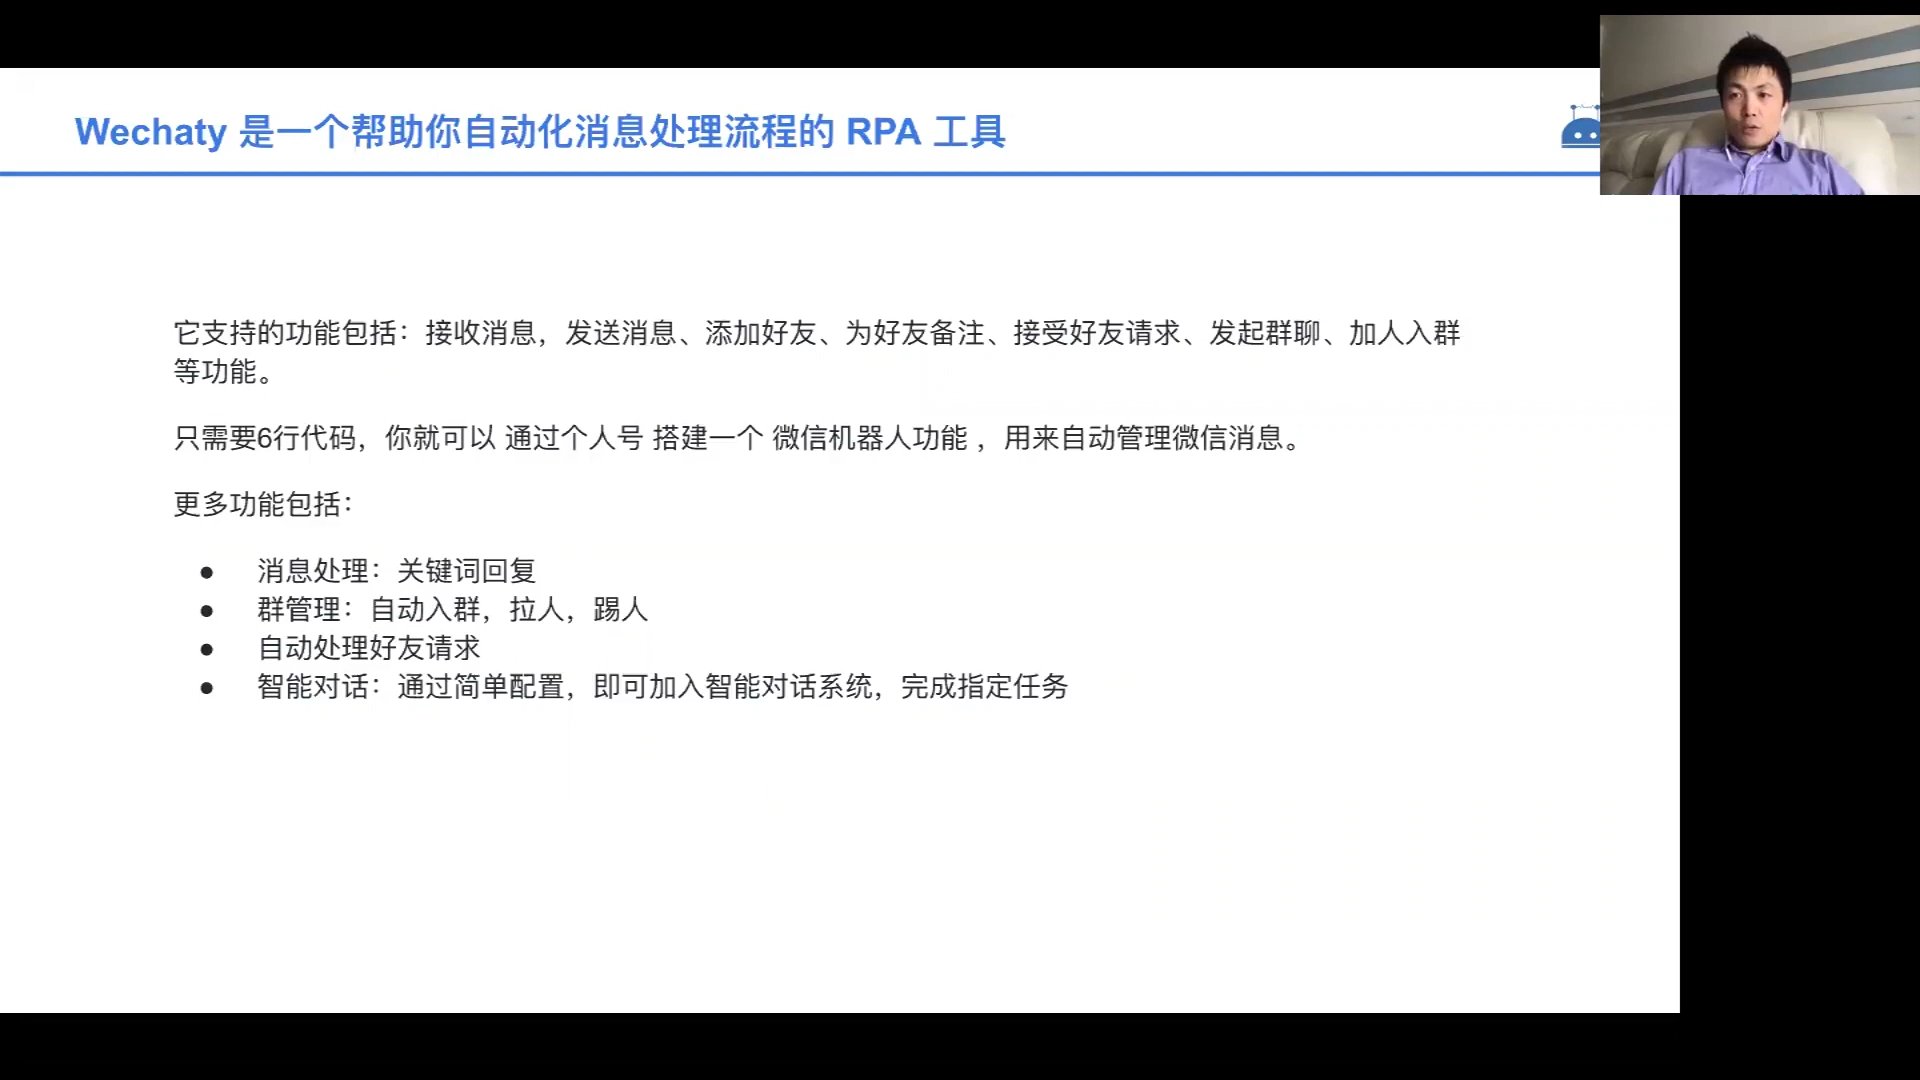 Wechaty 是一个帮助你自动化消息处理流程的 RPA 工具
它支持的功能包括：接收消息，发送消息、添加好友、为好友备注、接受好友请求、发起群聊、加人入群
等功能。
只需要6行代码，你就可以 通过个人号 搭建一个 微信机器人功能 ，用来自动管理微信消息。
更多功能包括：
● 消息处理：关键词回复
● 群管理：自动入群，拉人，踢人
● 自动处理好友请求
● 智能对话：通过简单配置，即可加入智能对话系统，完成指定任务